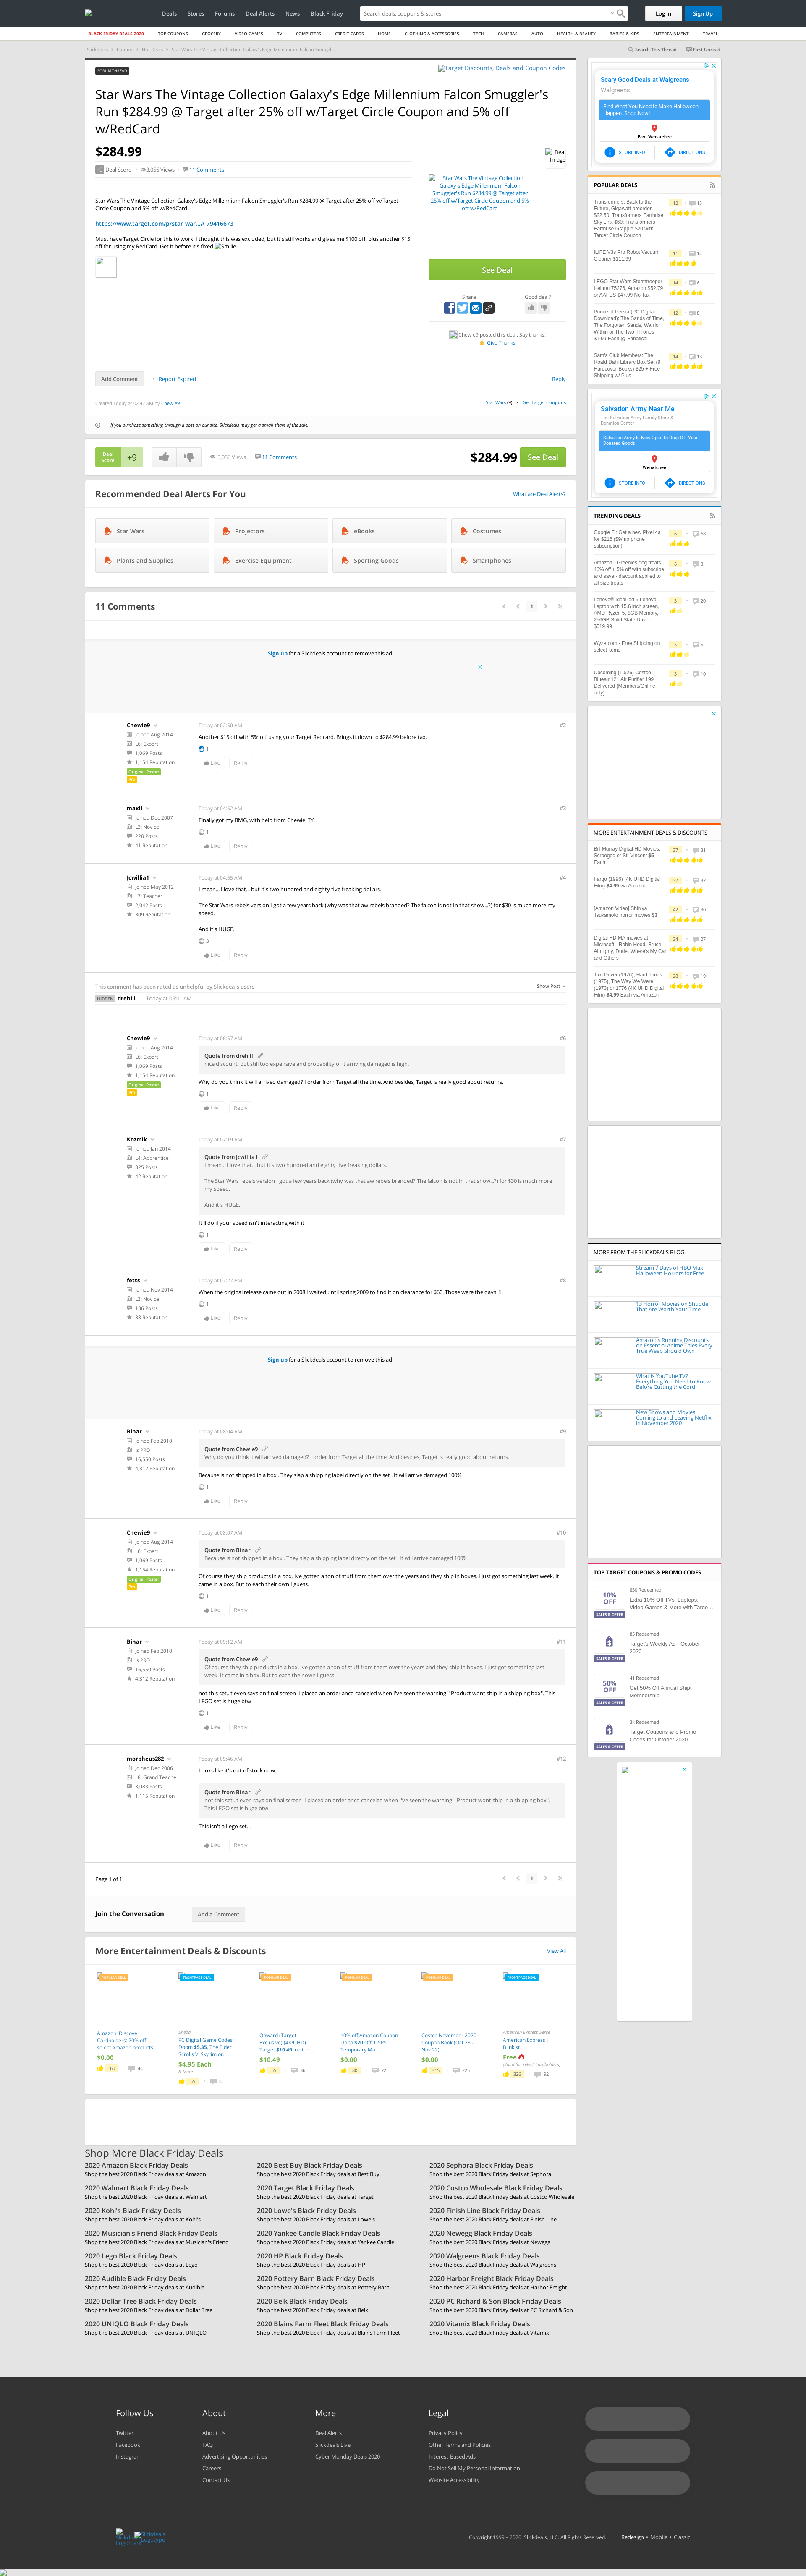 Deals Stores Forums Deal Alerts News Black Friday
Search deals, coupons & stores
Log In Sign Up
BLACK FRIDAY DEALS 2020 TOP COUPONS GROCERY VIDEO GAMES TV COMPUTERS CREDIT CARDS HOME CLOTHING & ACCESSORIES TECH CAMERAS AUTO HEALTH & BEAUTY BABIES & KIDS ENTERTAINMENT TRAVEL
Slickdeals Forums Hot Deals Star Wars The Vintage Collection Galaxy's Edge Millennium Falcon Smuggl...
Search This Thread First Unread
FORUM THREAD
Target Discounts, Deals and Coupon Codes
Star Wars The Vintage Collection Galaxy's Edge Millennium Falcon Smuggler's
Run $284.99 @ Target after 25% off w/Target Circle Coupon and 5% off
w/RedCard
$284.99
+9 Deal Score 3,056 Views 11 Comments
Deal
Image
Star Wars The Vintage Collection
Galaxy's Edge Millennium Falcon
Smuggler's Run $284.99 @ Target after
25% off w/Target Circle Coupon and 5%
off w/RedCard
Star Wars The Vintage Collection Galaxy's Edge Millennium Falcon Smuggler's Run $284.99 @ Target after 25% off w/Target
Circle Coupon and 5% off w/RedCard
https://www.target.com/p/star-war...A-79416673
Must have Target Circle for this to work. I thought this was excluded, but it's still works and gives me $100 off, plus another $15
off for using my RedCard. Get it before it's fixed Smilie
See Deal
Share Good deal?
Chewie9 posted this deal. Say thanks!
Give Thanks
Add Comment Report Expired Reply
Created Today at 02:42 AM by Chewie9
in Star Wars (9) Get Target Coupons
If you purchase something through a post on our site, Slickdeals may get a small share of the sale.
Deal
Score
+9
3,056 Views 11 Comments
$284.99 See Deal
Recommended Deal Alerts For You
What are Deal Alerts?
Star Wars Projectors eBooks Costumes
Plants and Supplies Exercise Equipment Sporting Goods Smartphones
11 Comments
1
Sign up for a Slickdeals account to remove this ad.
Chewie9
Joined Aug 2014
L6: Expert
1,069 Posts
1,154 Reputation
Original Poster
Pro
Today at 02:50 AM #2
Another $15 off with 5% off using your Target Redcard. Brings it down to $284.99 before tax.
1
Like Reply
maxli
Joined Dec 2007
L3: Novice
228 Posts
41 Reputation
Today at 04:52 AM #3
Finally got my BMG, with help from Chewie. TY.
1
Like Reply
Jcwillia1
Joined May 2012
L7: Teacher
2,042 Posts
309 Reputation
Today at 04:55 AM #4
I mean... I love that... but it's two hundred and eighty five freaking dollars.
The Star Wars rebels version I got a few years back (why was that aw rebels branded? The falcon is not In that show...?) for $30 is much more my
speed.
And it's HUGE.
3
Like Reply
This comment has been rated as unhelpful by Slickdeals users
Show Post
HIDDEN drehill Today at 05:01 AM
Chewie9
Joined Aug 2014
L6: Expert
1,069 Posts
1,154 Reputation
Original Poster
Pro
Today at 06:57 AM #6
Quote from drehill
nice discount, but still too expensive and probability of it arriving damaged is high.
Why do you think it will arrived damaged? I order from Target all the time. And besides, Target is really good about returns.
1
Like Reply
Kozmik
Joined Jan 2014
L4: Apprentice
325 Posts
42 Reputation
Today at 07:19 AM #7
Quote from Jcwillia1
I mean... I love that... but it's two hundred and eighty five freaking dollars.
The Star Wars rebels version I got a few years back (why was that aw rebels branded? The falcon is not In that show...?) for $30 is much more
my speed.
And it's HUGE.
It'll do if your speed isn't interacting with it
1
Like Reply
fetts
Joined Nov 2014
L3: Novice
136 Posts
38 Reputation
Today at 07:27 AM #8
When the original release came out in 2008 I waited until spring 2009 to find it on clearance for $60. Those were the days.
1
Like Reply
Sign up for a Slickdeals account to remove this ad.
Binar
Joined Feb 2010
is PRO
16,550 Posts
4,312 Reputation
Today at 08:04 AM #9
Quote from Chewie9
Why do you think it will arrived damaged? I order from Target all the time. And besides, Target is really good about returns.
Because is not shipped in a box . They slap a shipping label directly on the set . It will arrive damaged 100%
1
Like Reply
Chewie9
Joined Aug 2014
L6: Expert
1,069 Posts
1,154 Reputation
Original Poster
Pro
Today at 08:07 AM #10
Quote from Binar
Because is not shipped in a box . They slap a shipping label directly on the set . It will arrive damaged 100%
Of course they ship products in a box. Ive gotten a ton of stuff from them over the years and they ship in boxes. I just got something last week. It
came in a box. But to each their own I guess.
1
Like Reply
Binar
Joined Feb 2010
is PRO
16,550 Posts
4,312 Reputation
Today at 09:12 AM #11
Quote from Chewie9
Of course they ship products in a box. Ive gotten a ton of stuff from them over the years and they ship in boxes. I just got something last
week. It came in a box. But to each their own I guess.
not this set..it even says on final screen .I placed an order ancd canceled when I've seen the warning " Product wont ship in a shipping box". This
LEGO set is huge btw
1
Like Reply
morpheus282
Joined Dec 2006
L8: Grand Teacher
3,083 Posts
1,115 Reputation
Today at 09:46 AM #12
Looks like it's out of stock now.
Quote from Binar
not this set..it even says on final screen .I placed an order ancd canceled when I've seen the warning " Product wont ship in a shipping box".
This LEGO set is huge btw
This isn't a Lego set...
Like Reply
Page 1 of 1
1
Join the Conversation Add a Comment
More Entertainment Deals & Discounts
View All
POPULAR DEAL
Amazon: Discover
Cardholders: 20% off
select Amazon products...
$0.00
168 44
FRONTPAGE DEAL
Eneba
PC Digital Game Codes:
Doom $5.35, The Elder
Scrolls V: Skyrim or...
$4.95 Each
& More
55 41
POPULAR DEAL
Onward (Target
Exclusive) (4K/UHD) :
Target $10.49 in-store...
$10.49
55 36
POPULAR DEAL
10% off Amazon Coupon
Up to $20 Off! USPS
Temporary Mail...
$0.00
80 72
POPULAR DEAL
Costco November 2020
Coupon Book (Oct 28 -
Nov 22)
$0.00
315 225
FRONTPAGE DEAL
American Express Serve
American Express |
Blinkist
Free
(Valid for Select Cardholders)
326 92
Shop More Black Friday Deals
2020 Amazon Black Friday Deals
Shop the best 2020 Black Friday deals at Amazon
2020 Best Buy Black Friday Deals
Shop the best 2020 Black Friday deals at Best Buy
2020 Sephora Black Friday Deals
Shop the best 2020 Black Friday deals at Sephora
2020 Walmart Black Friday Deals
Shop the best 2020 Black Friday deals at Walmart
2020 Target Black Friday Deals
Shop the best 2020 Black Friday deals at Target
2020 Costco Wholesale Black Friday Deals
Shop the best 2020 Black Friday deals at Costco Wholesale
2020 Kohl's Black Friday Deals
Shop the best 2020 Black Friday deals at Kohl's
2020 Lowe's Black Friday Deals
Shop the best 2020 Black Friday deals at Lowe's
2020 Finish Line Black Friday Deals
Shop the best 2020 Black Friday deals at Finish Line
2020 Musician's Friend Black Friday Deals
Shop the best 2020 Black Friday deals at Musician's Friend
2020 Yankee Candle Black Friday Deals
Shop the best 2020 Black Friday deals at Yankee Candle
2020 Newegg Black Friday Deals
Shop the best 2020 Black Friday deals at Newegg
2020 Lego Black Friday Deals
Shop the best 2020 Black Friday deals at Lego
2020 HP Black Friday Deals
Shop the best 2020 Black Friday deals at HP
2020 Walgreens Black Friday Deals
Shop the best 2020 Black Friday deals at Walgreens
2020 Audible Black Friday Deals
Shop the best 2020 Black Friday deals at Audible
2020 Pottery Barn Black Friday Deals
Shop the best 2020 Black Friday deals at Pottery Barn
2020 Harbor Freight Black Friday Deals
Shop the best 2020 Black Friday deals at Harbor Freight
2020 Dollar Tree Black Friday Deals
Shop the best 2020 Black Friday deals at Dollar Tree
2020 Belk Black Friday Deals
Shop the best 2020 Black Friday deals at Belk
2020 PC Richard & Son Black Friday Deals
Shop the best 2020 Black Friday deals at PC Richard & Son
2020 UNIQLO Black Friday Deals
Shop the best 2020 Black Friday deals at UNIQLO
2020 Blains Farm Fleet Black Friday Deals
Shop the best 2020 Black Friday deals at Blains Farm Fleet
2020 Vitamix Black Friday Deals
Shop the best 2020 Black Friday deals at Vitamix
Scary Good Deals at Walgreens
Walgreens
Find What You Need to Make Halloween
Happen. Shop Now!
East Wenatchee
STORE INFO DIRECTIONS
POPULAR DEALS
Transformers: Back to the
Future, Gigawatt preorder
$22.50; Transformers Earthrise
Sky Linx $60; Transformers
Earthrise Grapple $20 with
Target Circle Coupon
12 15
ILIFE V3s Pro Robot Vacuum
Cleaner $111.99
11 14
LEGO Star Wars Stormtrooper
Helmet 75276, Amazon $52.79
or AAFES $47.99 No Tax
14 6
Prince of Persia (PC Digital
Download): The Sands of Time,
The Forgotten Sands, Warrior
Within or The Two Thrones
$1.99 Each @ Fanatical
12 8
Sam's Club Members: The
Roald Dahl Library Box Set (9
Hardcover Books) $25 + Free
Shipping w/ Plus
14 13
Salvation Army Near Me
The Salvation Army Family Store &
Donation Center
Salvation Army Is Now Open to Drop Off Your
Donated Goods
Wenatchee
STORE INFO DIRECTIONS
TRENDING DEALS
Google Fi: Get a new Pixel 4a
for $216 ($9/mo phone
subscription)
6 68
Amazon - Greenies dog treats -
40% off + 5% off with subscribe
and save - discount applied to
all size treats
6 3
Lenovo® IdeaPad 5 Lenovo
Laptop with 15.6 inch screen,
AMD Ryzen 5, 8GB Memory,
256GB Solid State Drive -
$519.99
3 20
Wyze.com - Free Shipping on
select items
5 5
Upcoming (10/26) Costco
Blueair 121 Air Purifier 199
Delivered (Members/Online
only)
3 10
MORE ENTERTAINMENT DEALS & DISCOUNTS
Bill Murray Digital HD Movies:
Scrooged or St. Vincent $5
Each
27 31
Fargo (1996) (4K UHD Digital
Film) $4.99 via Amazon
32 37
[Amazon Video] Shin'ya
Tsukamoto horror movies $3
42 30
Digital HD MA movies at
Microsoft - Robin Hood, Bruce
Almighty, Dude, Where's My Car
and Others
34 27
Taxi Driver (1976), Hard Times
(1975), The Way We Were
(1973) or 1776 (4K UHD Digital
Film) $4.99 Each via Amazon
28 19
MORE FROM THE SLICKDEALS BLOG
Stream 7 Days of HBO Max
Halloween Horrors for Free
13 Horror Movies on Shudder
That Are Worth Your Time
Amazon's Running Discounts
on Essential Anime Titles Every
True Weeb Should Own
What is YouTube TV?
Everything You Need to Know
Before Cutting the Cord
New Shows and Movies
Coming to and Leaving Netflix
in November 2020
TOP TARGET COUPONS & PROMO CODES
10%
OFF
SALES & OFFER
830 Redeemed
Extra 10% Off TVs, Laptops,
Video Games & More with Targe...
SALES & OFFER
85 Redeemed
Target's Weekly Ad - October
2020
50%
OFF
SALES & OFFER
41 Redeemed
Get 50% Off Annual Shipt
Membership
SALES & OFFER
3k Redeemed
Target Coupons and Promo
Codes for October 2020
Follow Us
Twitter
Facebook
Instagram
About
About Us
FAQ
Advertising Opportunities
Careers
Contact Us
More
Deal Alerts
Slickdeals Live
Cyber Monday Deals 2020
Legal
Privacy Policy
Other Terms and Policies
Interest-Based Ads
Do Not Sell My Personal Information
Website Accessibility
Slickdeals
Logotype
Copyright 1999 - 2020. Slickdeals, LLC. All Rights Reserved. Redesign • Mobile • Classic